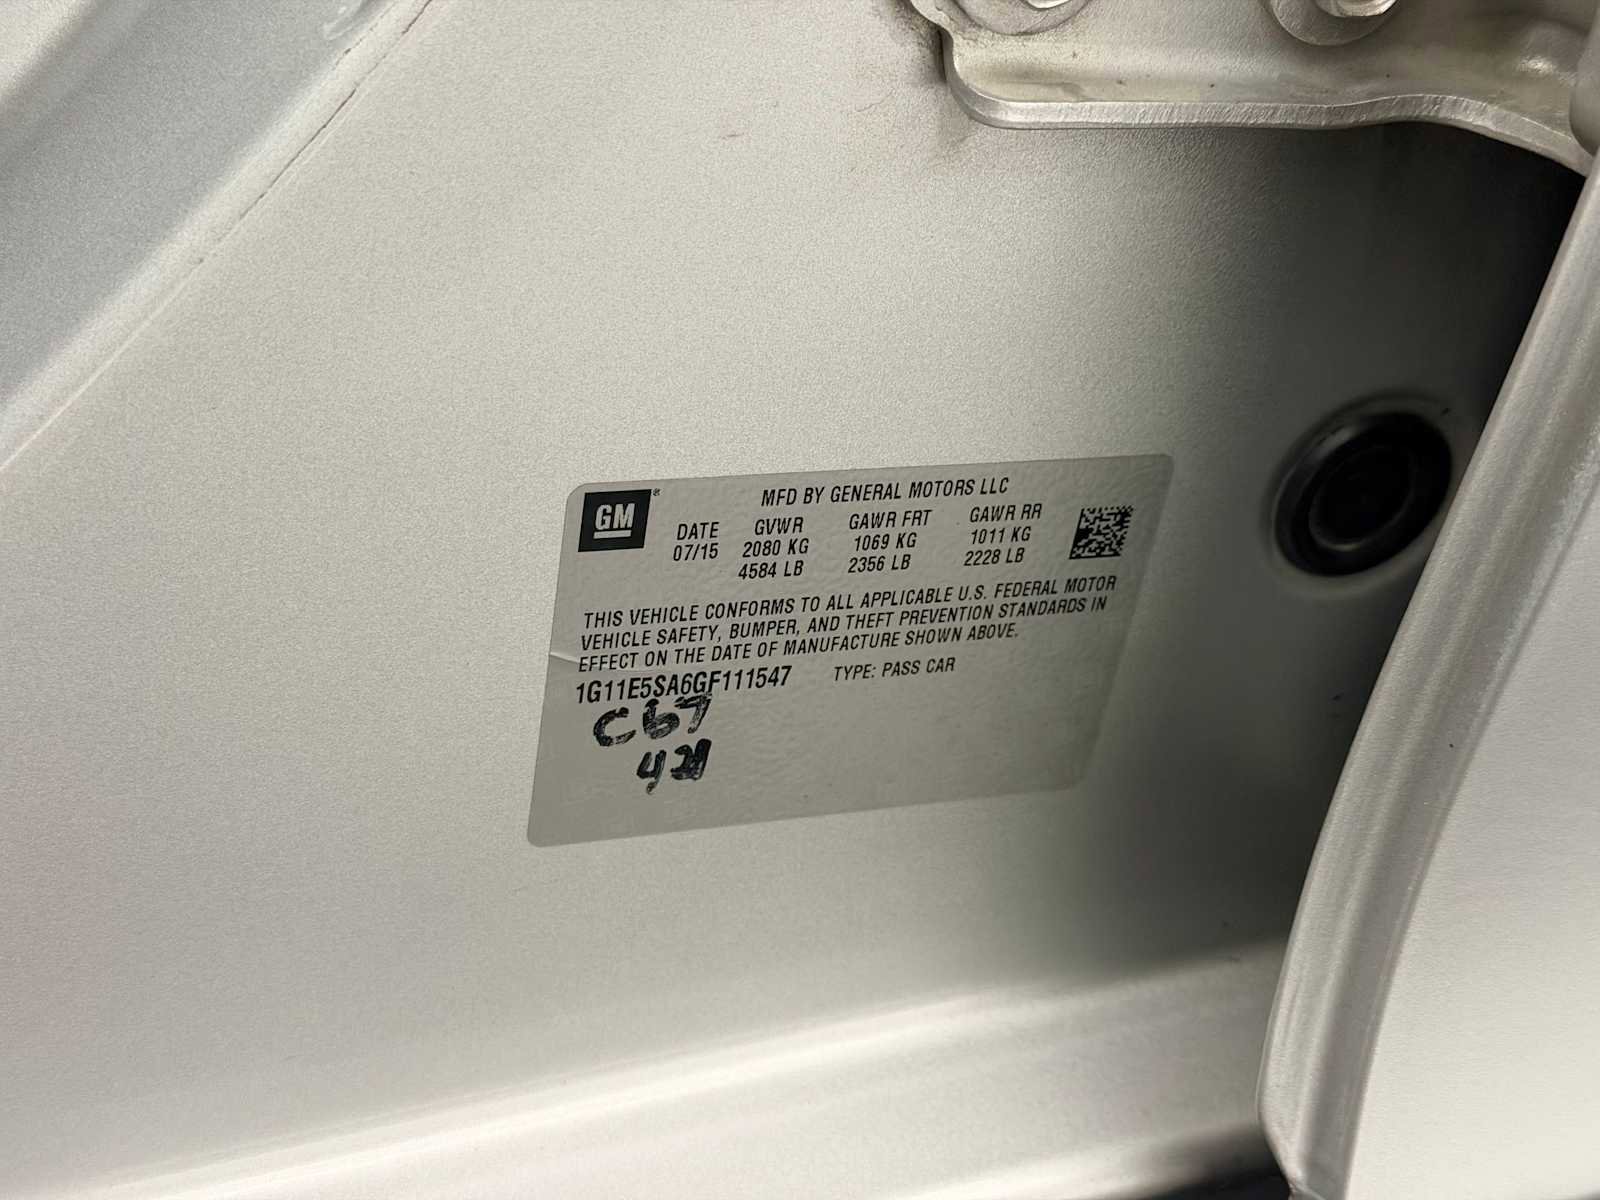 GM®
MFD BY GENERAL MOTORS LLC
DATE GVWR GAWR FRT GAWR RR
07/15 2080 KG 1069 KG 1011 KG
4584 LB 2356 LB 2228 LB
THIS VEHICLE CONFORMS TO ALL APPLICABLE U.S. FEDERAL MOTOR
VEHICLE SAFETY, BUMPER, AND THEFT PREVENTION STANDARDS IN
EFFECT ON THE DATE OF MANUFACTURE SHOWN ABOVE.
1G11E5SA6GF111547 TYPE: PASS CAR